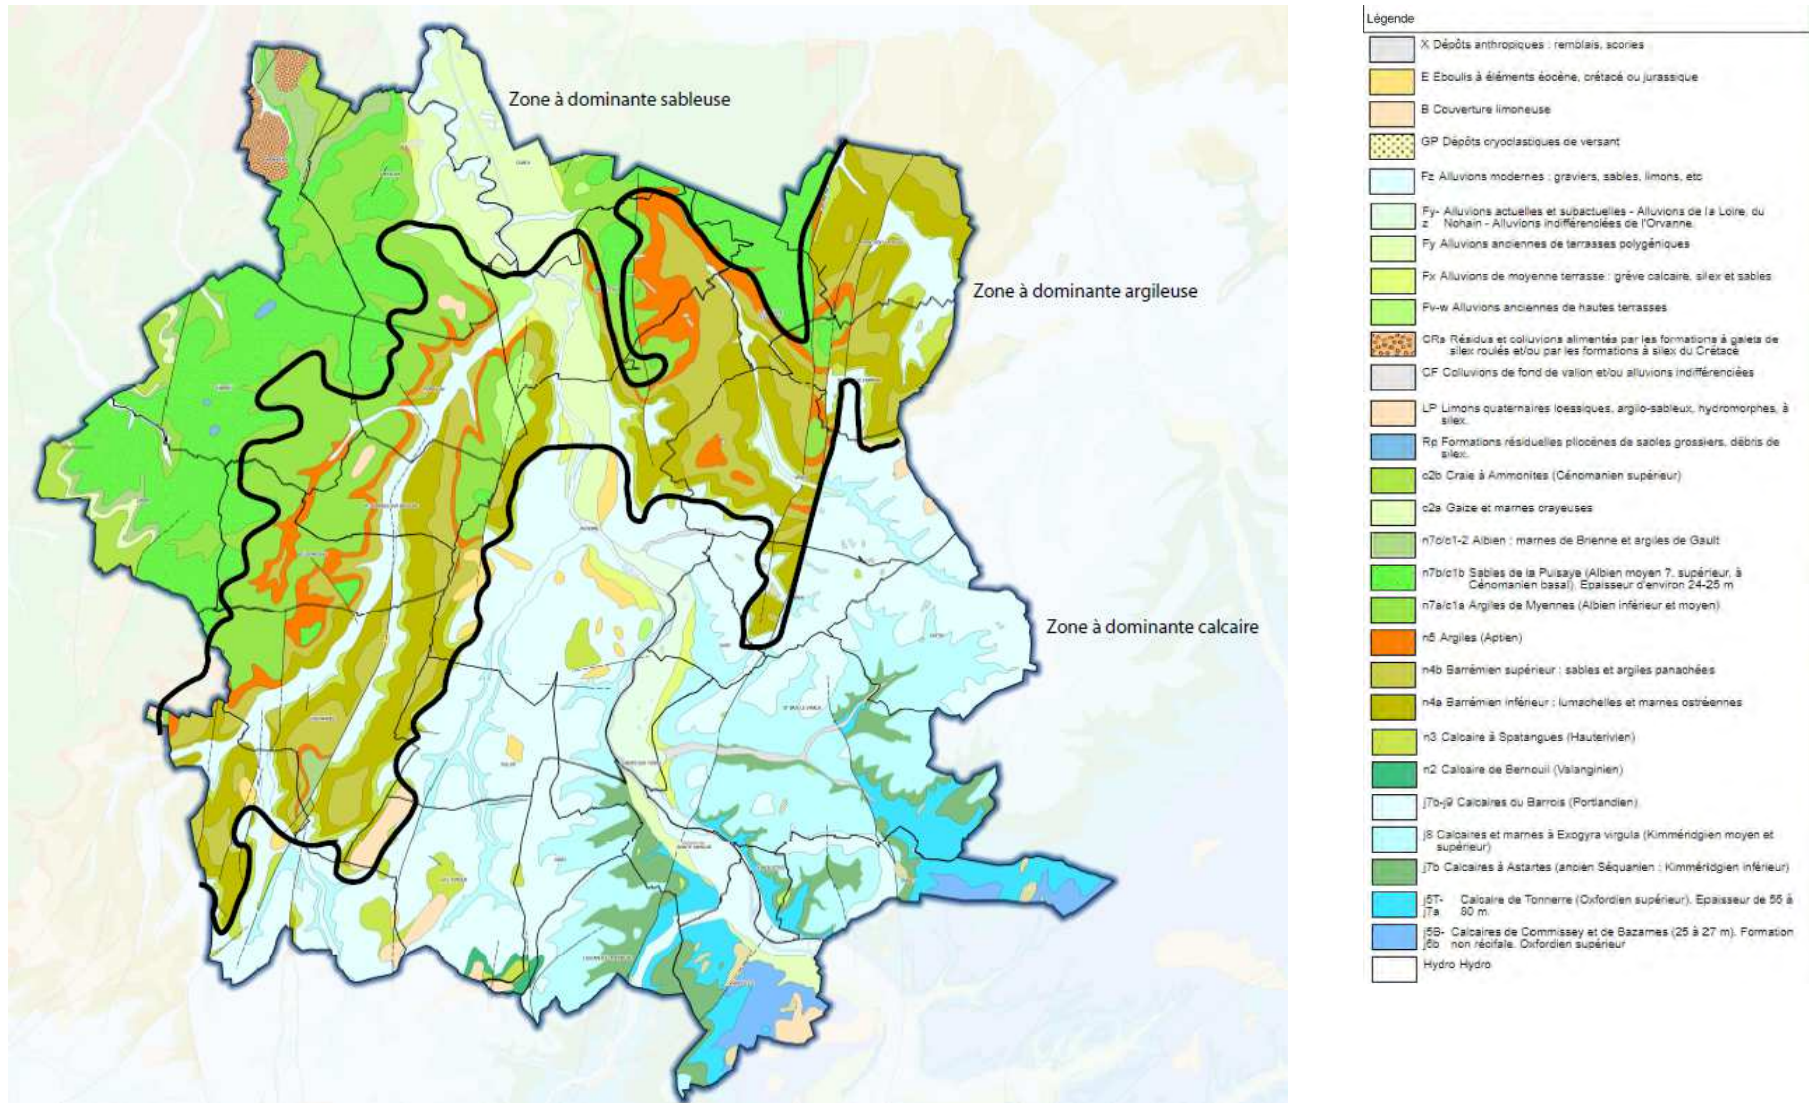 Zone à dominante sableuse
Zone à dominante argileuse
Zone à dominante calcaire
Légende
X Dépôts anthropiques : remblais, scories
E Eboulis à éléments éocène, crétacé ou jurassique
B Couverture limoneuse
GP Dépôts cryoclastiques de versant
Fz Alluvions modernes : graviers, sables, limons, etc
Fy- Alluvions actuelles et subactuelles - Alluvions de la Loire, du
z Nohain - Alluvions indifférenciées de l'Orvanne.
Fy Alluvions anciennes de terrasses polygéniques
Fx Alluvions de moyenne terrasse : grève calcaire, silex et sables
Fv-w Alluvions anciennes de hautes terrasses
CRs Résidus et colluvions alimentés par les formations à galets de
silex roulés et/ou par les formations à silex du Crétacé
CF Colluvions de fond de vallon et/ou alluvions indifférenciées
LP Limons quaternaires loessiques, argilo-sableux, hydromorphes, à
silex.
Rp Formations résiduelles pliocènes de sables grossiers, débris de
silex.
c2b Craie à Ammonites (Cénomanien supérieur)
c2a Gaize et marnes crayeuses
n7c/c1-2 Albien : marnes de Brienne et argiles de Gault
n7b/c1b Sables de la Puisaye (Albien moyen ?, supérieur, à
Cénomanien basal). Epaisseur d'environ 24-25 m
n7a/c1a Argiles de Myennes (Albien inférieur et moyen)
n5 Argiles (Aptien)
n4b Barrémien supérieur : sables et argiles panachées
n4a Barrémien inférieur : lumachelles et marnes ostréennes
n3 Calcaire à Spatangues (Hauterivien)
n2 Calcaire de Bernouil (Valanginien)
j7b-j9 Calcaires du Barrois (Portlandien)
j8 Calcaires et marnes à Exogyra virgula (Kimméridgien moyen et
supérieur)
j7b Calcaires à Astartes (ancien Séquanien : Kimméridgien inférieur)
j6T- Calcaire de Tonnerre (Oxfordien supérieur). Epaisseur de 55 à
j7a 80 m.
j5B- Calcaires de Commissey et de Bazarnes (25 à 27 m). Formation
j6b non récifale. Oxfordien supérieur
Hydro Hydro